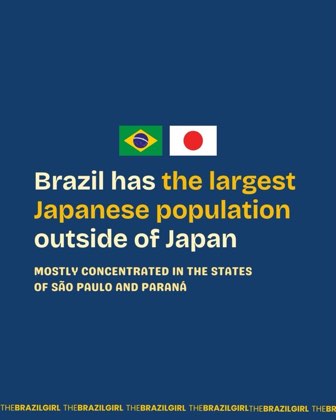 Brazil has the largest
Japanese population
outside of Japan
MOSTLY CONCENTRATED IN THE STATES
OF SÃO PAULO AND PARANÁ
THEBRAZILGIRL THEBRAZILGIRL THEBRAZILGIRL THEBRAZILGIRL THEBRAZILGIRL THEBR